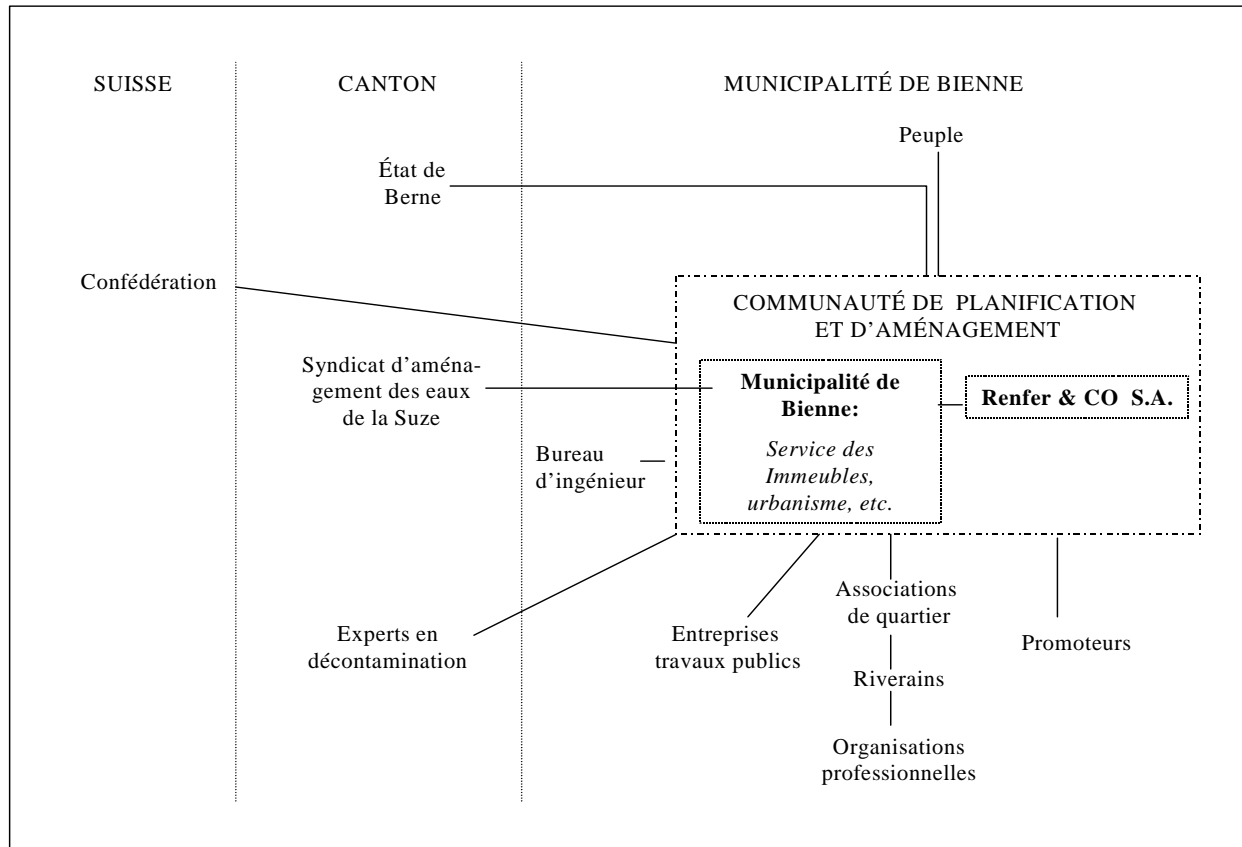 SUISSE
CANTON
MUNICIPALITÉ DE BIENNE
Peuple
État de
Berne
Confédération
COMMUNAUTÉ DE PLANIFICATION
ET D'AMÉNAGEMENT
Syndicat d'aména-
gement des eaux
de la Suze
Municipalité de
Bienne:
Service des
Immeubles,
urbanisme, etc.
Renfer & CO S.A.
Bureau
d'ingénieur
Experts en
décontamination
Entreprises
travaux publics
Associations
de quartier
Riverains
Organisations
professionnelles
Promoteurs